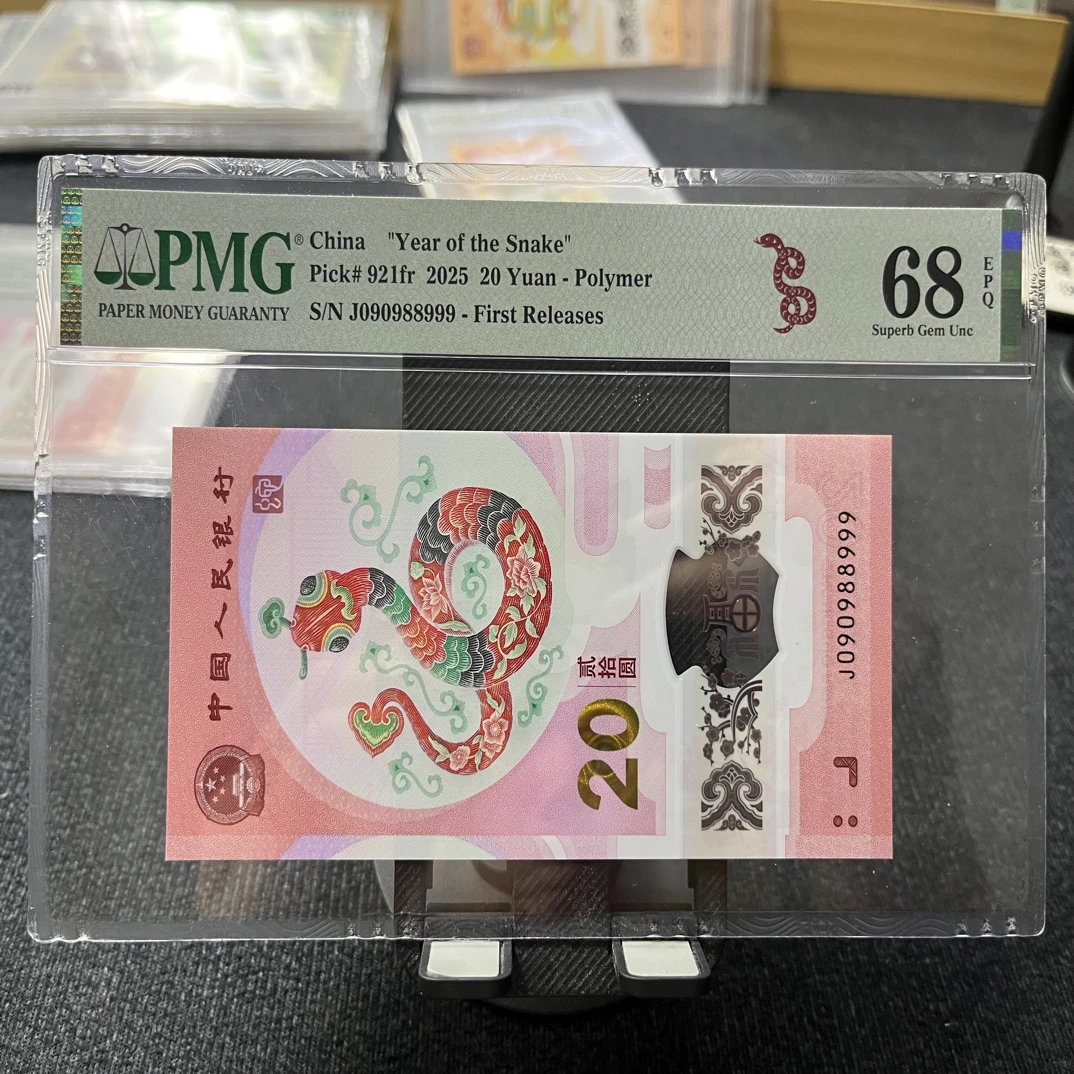 PMG®
PAPER MONEY GUARANTY
China "Year of the Snake"
Pick# 921fr 2025 20 Yuan - Polymer
S/N J090988999 - First Releases
68
EPQ
Superb Gem Unc
中国人民银行
20
贰拾圆
J090988999